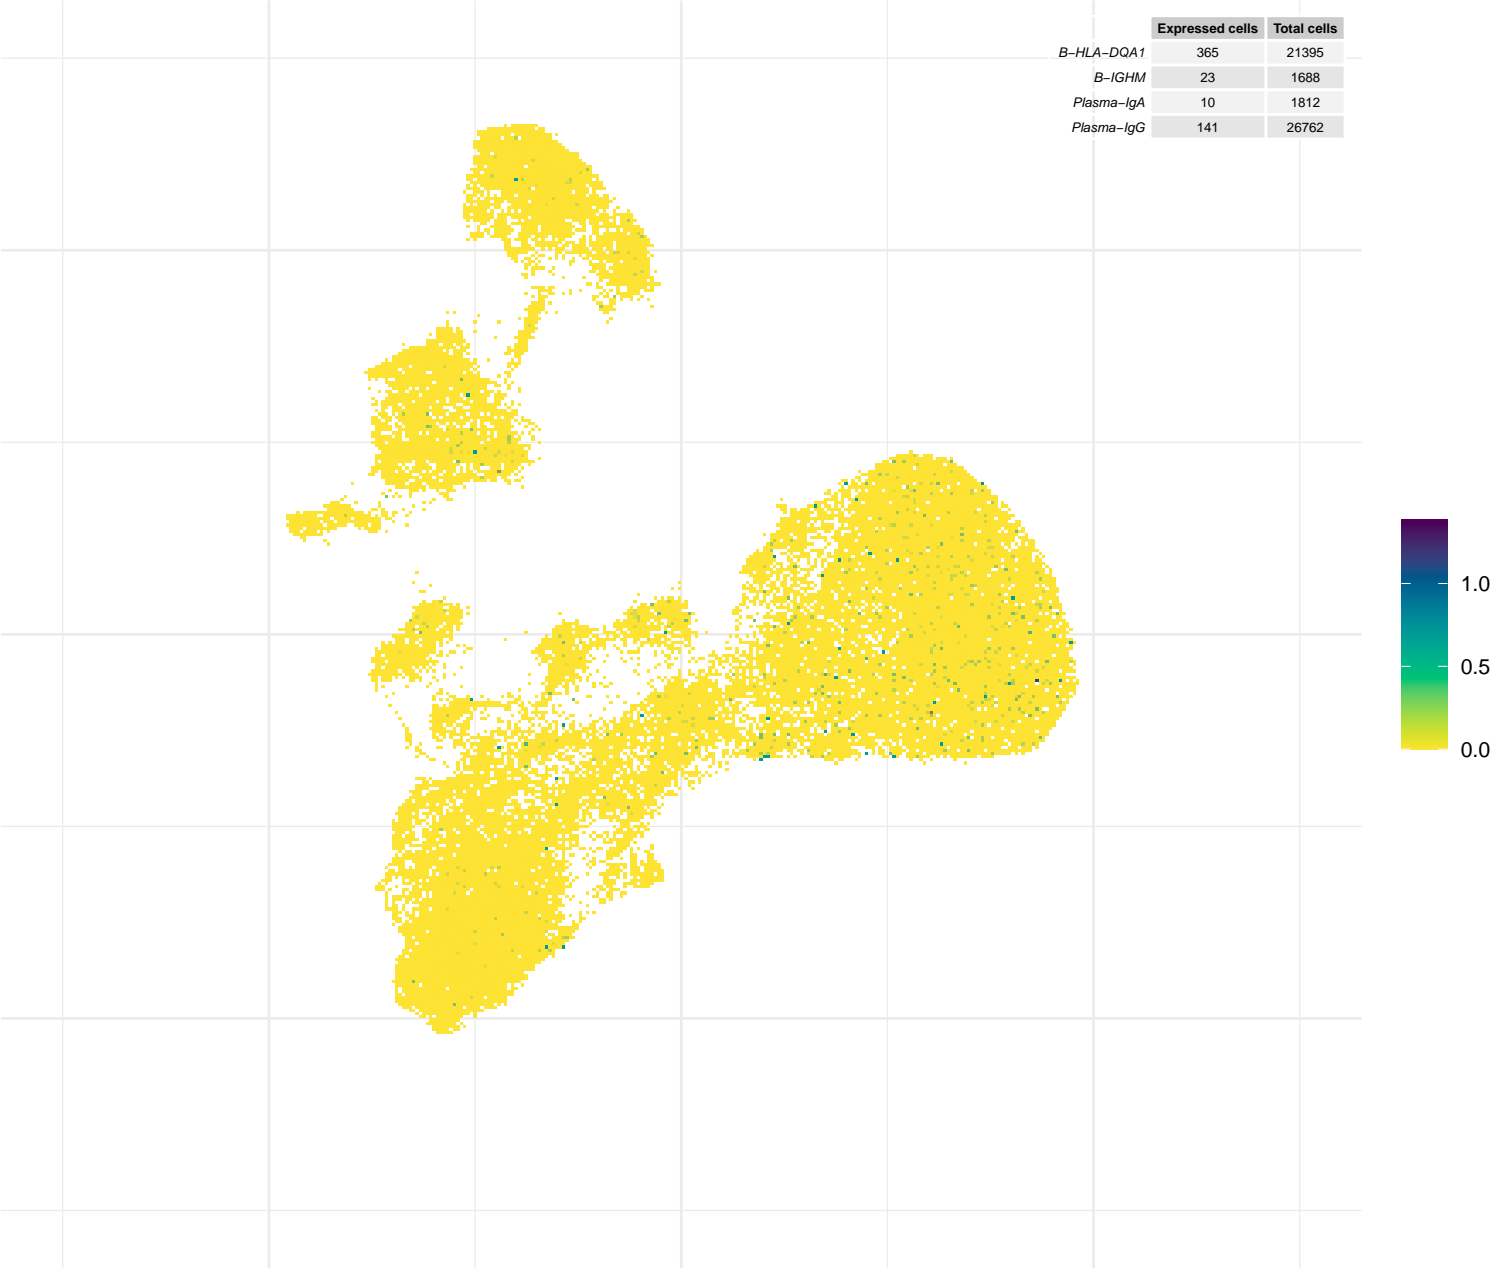 Expressed cells Total cells
B−HLA−DQA1 365 21395
B−IGHM 23 1688
Plasma−IgA 10 1812
Plasma−IgG 141 26762
1.0
0.5
0.0